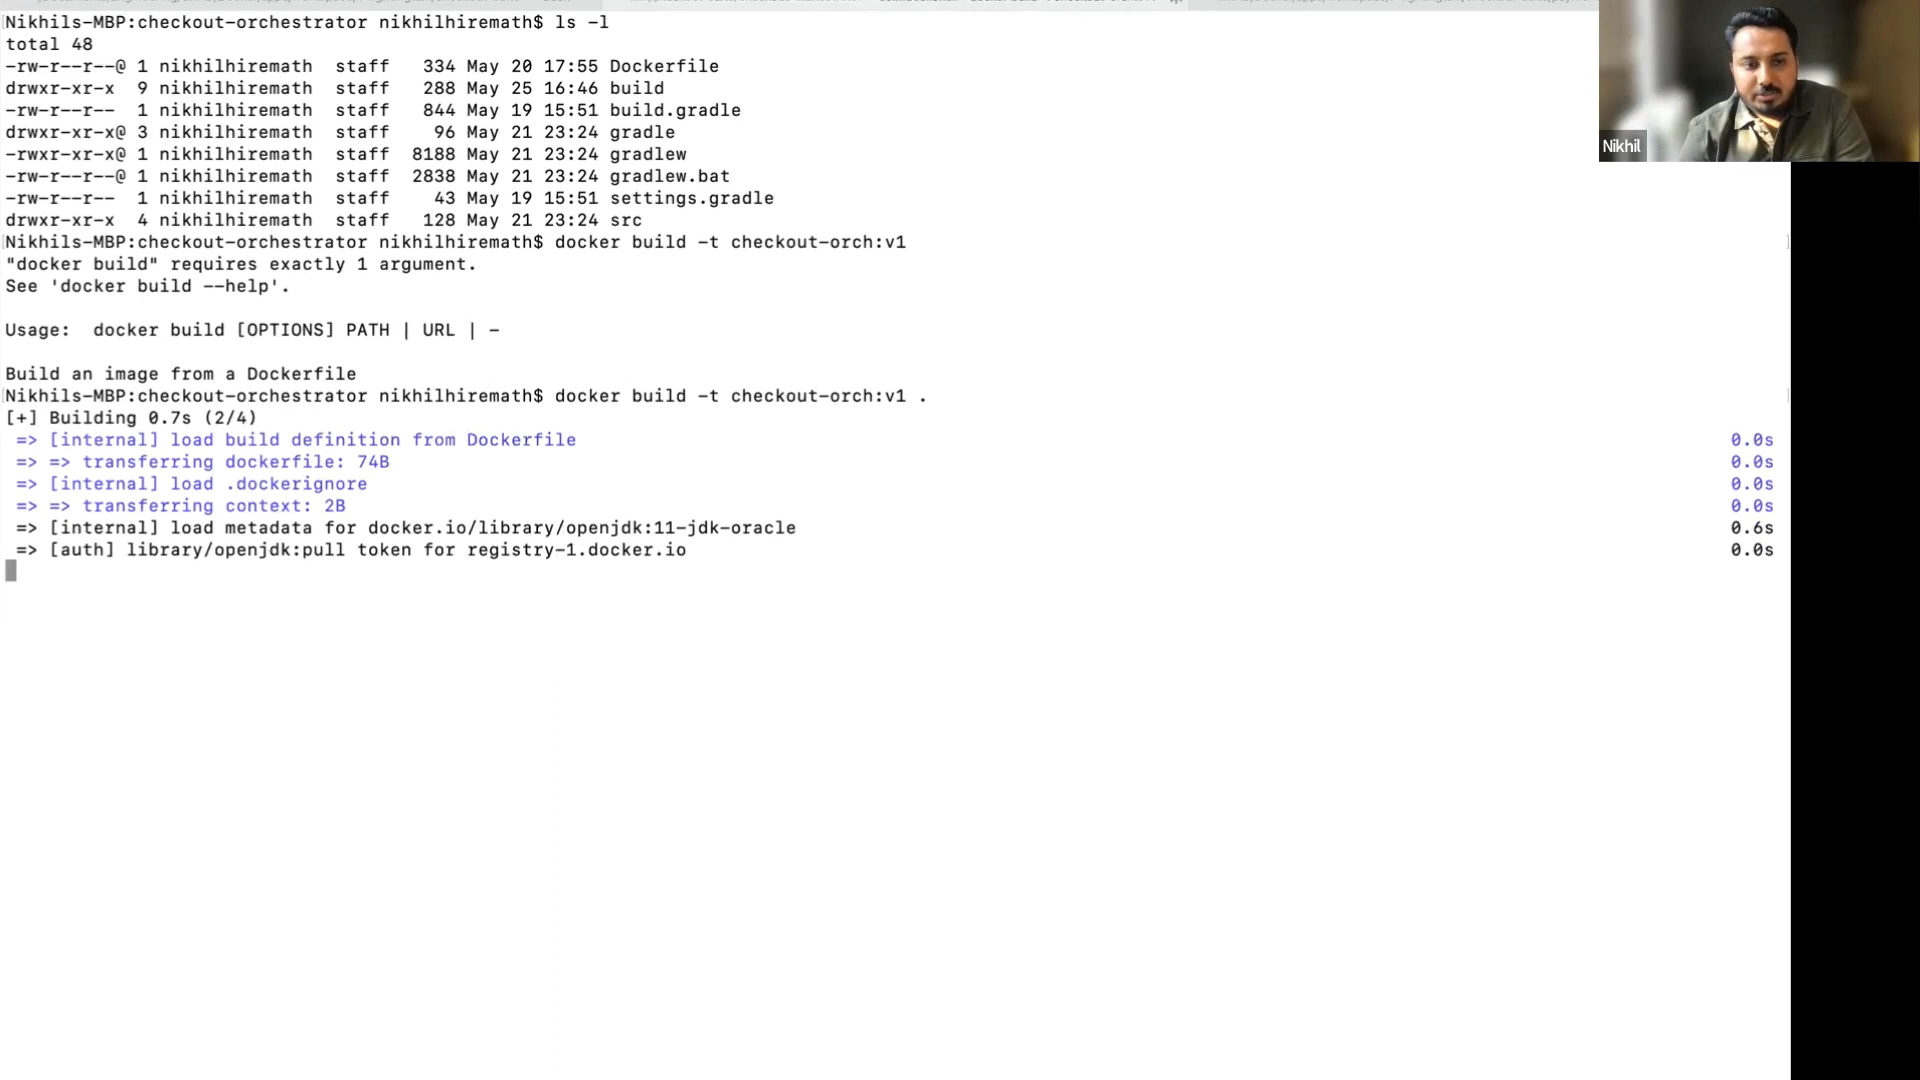 Nikhils-MBP:checkout-orchestrator nikhilhiremath$ ls -l
total 48
-rw-r--r--@ 1 nikhilhiremath  staff   334 May 20 17:55 Dockerfile
drwxr-xr-x  9 nikhilhiremath  staff   288 May 25 16:46 build
-rw-r--r--  1 nikhilhiremath  staff   844 May 19 15:51 build.gradle
drwxr-xr-x@ 3 nikhilhiremath  staff    96 May 21 23:24 gradle
-rwxr-xr-x@ 1 nikhilhiremath  staff  8188 May 21 23:24 gradlew
-rw-r--r--@ 1 nikhilhiremath  staff  2838 May 21 23:24 gradlew.bat
-rw-r--r--  1 nikhilhiremath  staff    43 May 19 15:51 settings.gradle
drwxr-xr-x  4 nikhilhiremath  staff   128 May 21 23:24 src
Nikhils-MBP:checkout-orchestrator nikhilhiremath$ docker build -t checkout-orch:v1
"docker build" requires exactly 1 argument.
See 'docker build --help'.
Usage:  docker build [OPTIONS] PATH | URL | -
Build an image from a Dockerfile
Nikhils-MBP:checkout-orchestrator nikhilhiremath$ docker build -t checkout-orch:v1 .
[+] Building 0.7s (2/4)
=> [internal] load build definition from Dockerfile 0.0s
=> => transferring dockerfile: 74B 0.0s
=> [internal] load .dockerignore 0.0s
=> => transferring context: 2B 0.0s
=> [internal] load metadata for docker.io/library/openjdk:11-jdk-oracle 0.6s
=> [auth] library/openjdk:pull token for registry-1.docker.io 0.0s
Nikhil